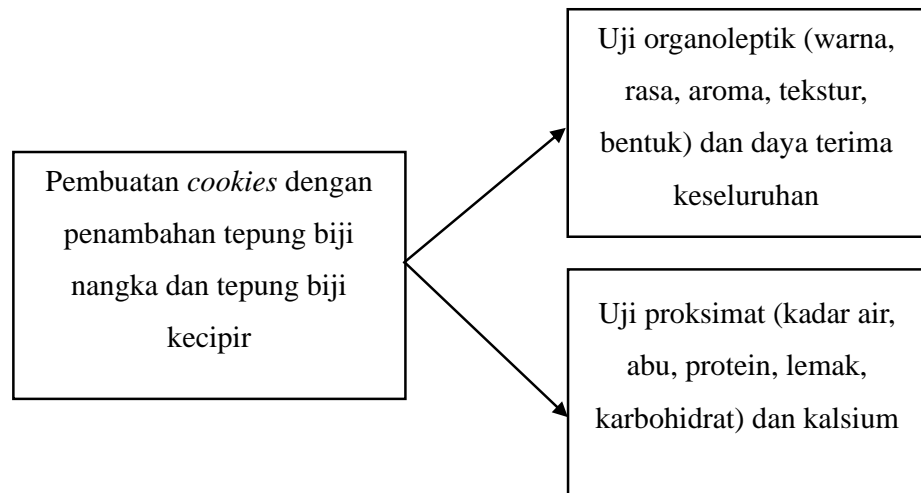 Pembuatan cookies dengan
penambahan tepung biji
nangka dan tepung biji
kecipir
Uji organoleptik (warna,
rasa, aroma, tekstur,
bentuk) dan daya terima
keseluruhan
Uji proksimat (kadar air,
abu, protein, lemak,
karbohidrat) dan kalsium